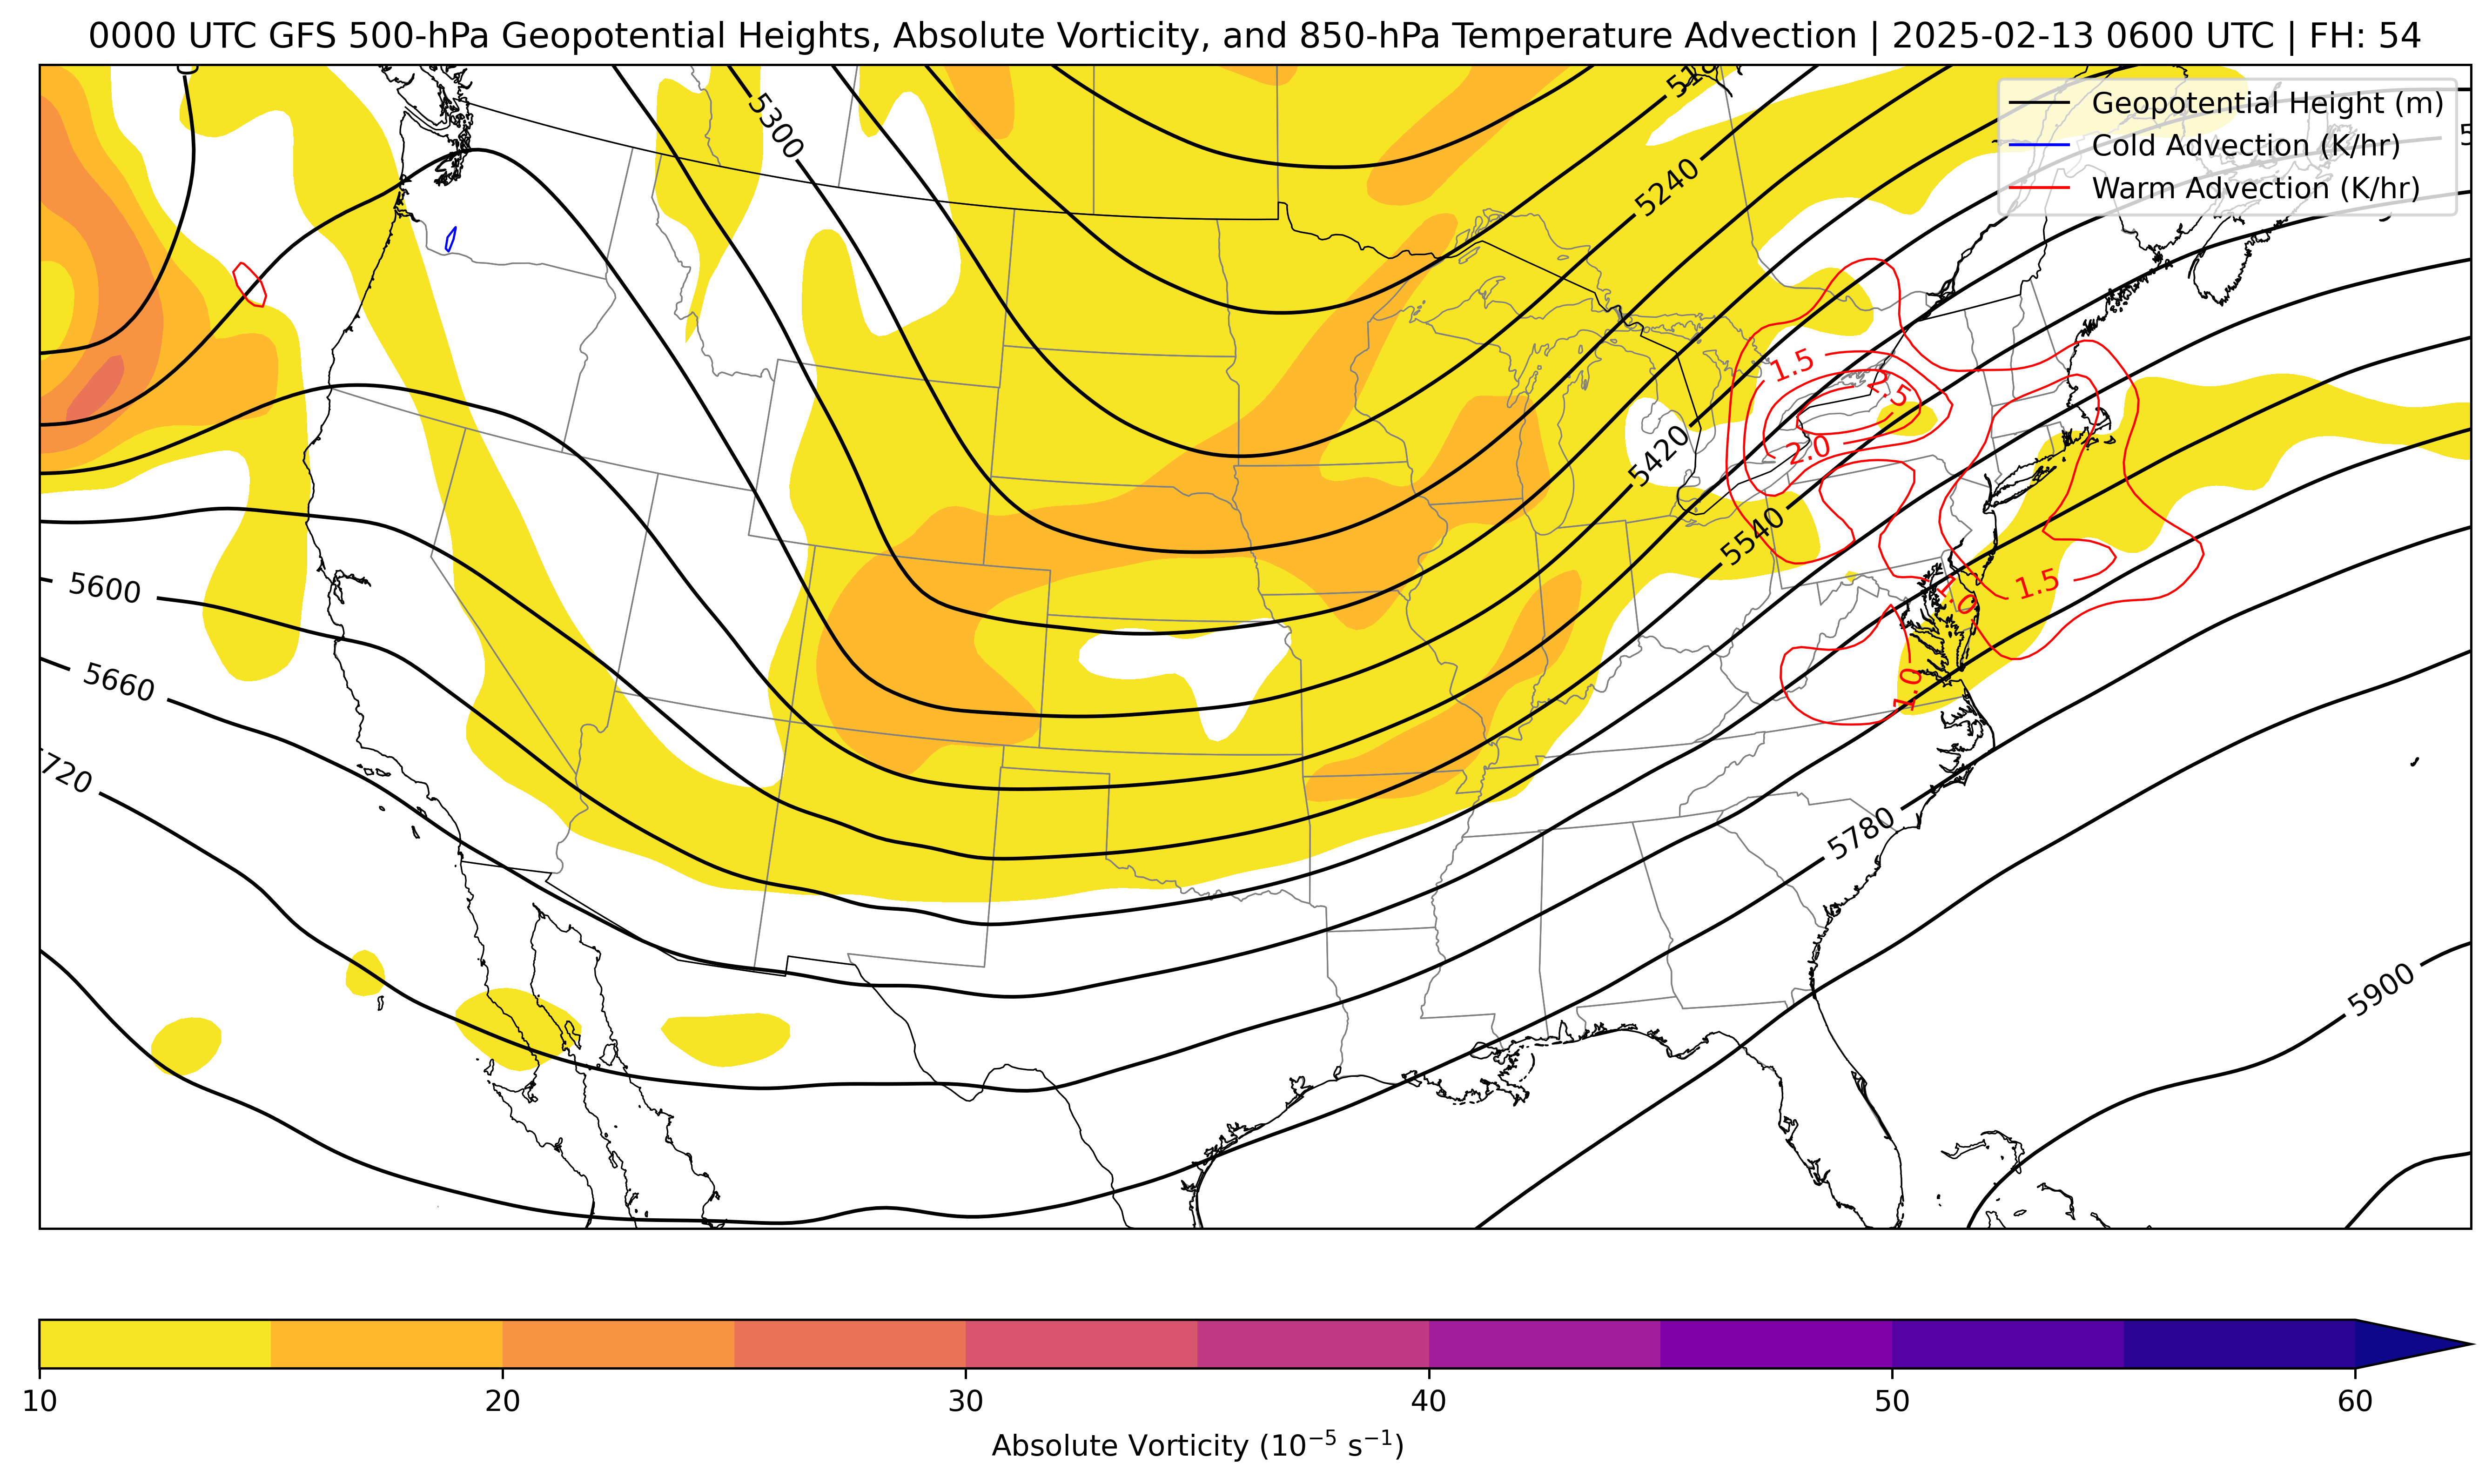 0000 UTC GFS 500-hPa Geopotential Heights, Absolute Vorticity, and 850-hPa Temperature Advection | 2025-02-13 0600 UTC | FH: 54
Geopotential Height (m)
Cold Advection (K/hr)
Warm Advection (K/hr)
5300
5240
1.5
2.5
5420
2.0
5540
5600
1.5
1.0
5660
1.0
5720
5780
5900
10 20 30 40 50 60
Absolute Vorticity (10⁻⁵ s⁻¹)